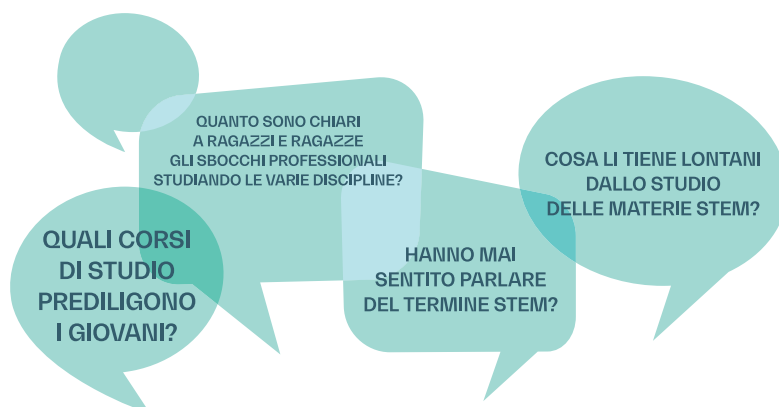 QUANTO SONO CHIARI
A RAGAZZI E RAGAZZE
GLI SBOCCHI PROFESSIONALI
STUDIANDO LE VARIE DISCIPLINE?
COSA LI TIENE LONTANI
DALLO STUDIO
DELLE MATERIE STEM?
QUALI CORSI
DI STUDIO
PREDILIGONO
I GIOVANI?
HANNO MAI
SENTITO PARLARE
DEL TERMINE STEM?